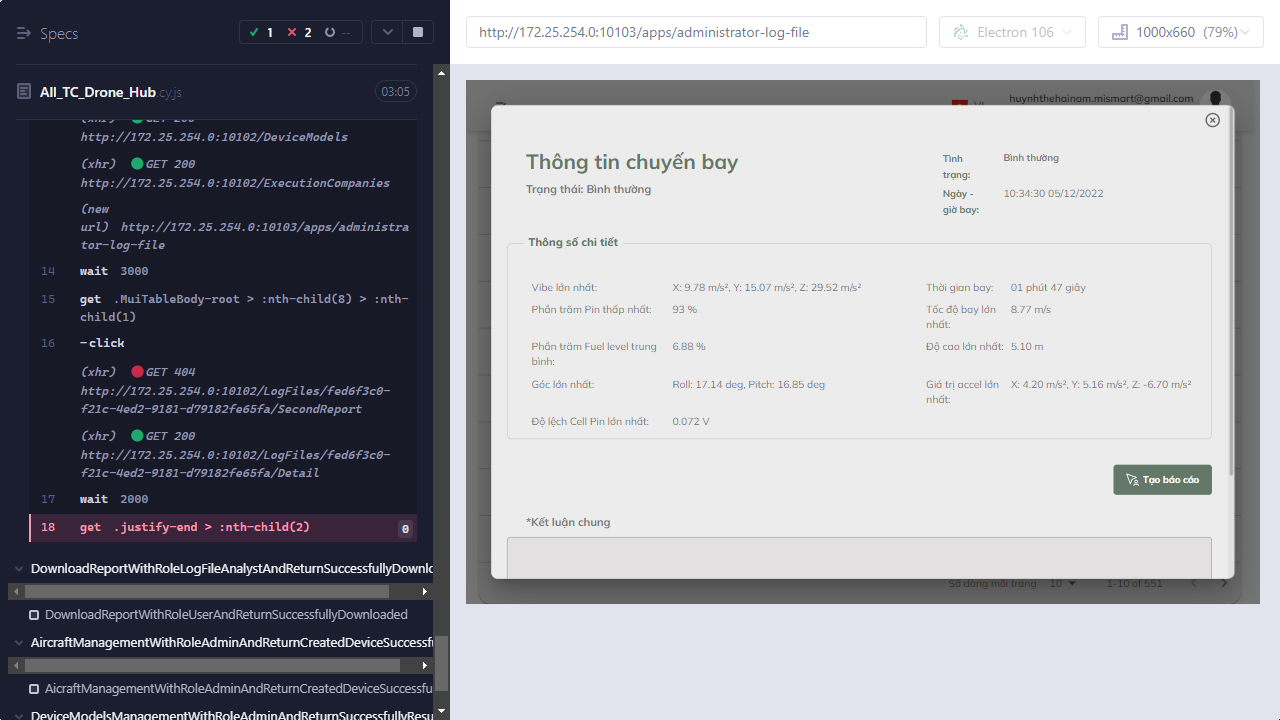 Specs
1
2
--
http://172.25.254.0:10103/apps/administrator-log-file
Electron 106
1000x660 (79%)
All_TC_Drone_Hub.cy.js
03:05
(xhr) GET 200
http://172.25.254.0:10102/DeviceModels
(xhr) GET 200
http://172.25.254.0:10102/ExecutionCompanies
(new
url) http://172.25.254.0:10103/apps/administra
tor-log-file
14 wait 3000
15 get .MuiTableBody-root > :nth-child(8) > :nth-
child(1)
16 -click
(xhr) GET 404
http://172.25.254.0:10102/LogFiles/fed6f3c0-
f21c-4ed2-9181-d79182fe65fa/SecondReport
(xhr) GET 200
http://172.25.254.0:10102/LogFiles/fed6f3c0-
f21c-4ed2-9181-d79182fe65fa/Detail
17 wait 2000
18 get .justify-end > :nth-child(2) 0
DownloadReportWithRoleLogFileAnalystAndReturnSuccessfullyDownlo
DownloadReportWithRoleUserAndReturnSuccessfullyDownloaded
AircraftManagementWithRoleAdminAndReturnCreatedDeviceSuccessf
AicraftManagementWithRoleAdminAndReturnCreatedDeviceSuccessfu
DeviceModelsManagementWithRoleAdminAndReturnSuccessfullyResu
huynhthehainam.mismart@gmail.com
Thông tin chuyến bay
Trạng thái: Bình thường
Tình
trạng:
Bình thường
Ngày -
giờ bay:
10:34:30 05/12/2022
Thông số chi tiết
Vibe lớn nhất: X: 9.78 m/s², Y: 15.07 m/s², Z: 29.52 m/s²
Thời gian bay: 01 phút 47 giây
Phần trăm Pin thấp nhất: 93 %
Tốc độ bay lớn
nhất:
8.77 m/s
Phần trăm Fuel level trung
bình:
6.88 %
Độ cao lớn nhất: 5.10 m
Góc lớn nhất: Roll: 17.14 deg, Pitch: 16.85 deg
Giá trị accel lớn
nhất:
X: 4.20 m/s², Y: 5.16 m/s², Z: -6.70 m/s²
Độ lệch Cell Pin lớn nhất: 0.072 V
Tạo báo cáo
*Kết luận chung
Số dòng mỗi trang 10 1-10 of 551